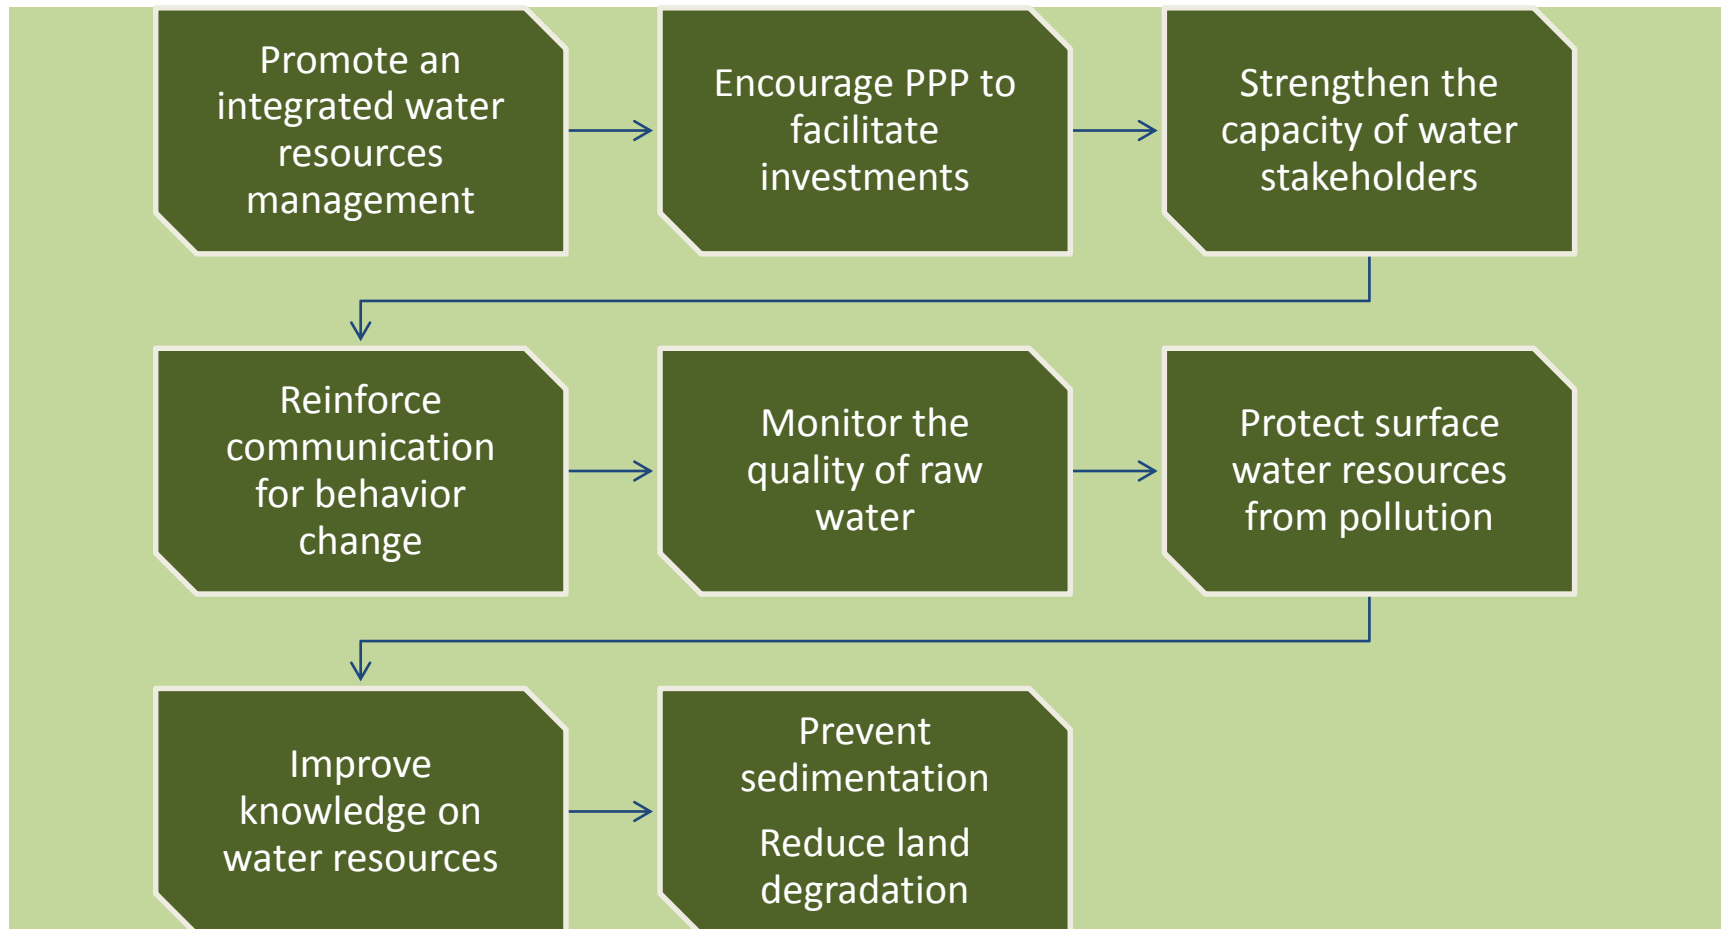 Promote an
integrated water
resources
management
Encourage PPP to
facilitate
investments
Strengthen the
capacity of water
stakeholders
Reinforce
communication
for behavior
change
Monitor the
quality of raw
water
Protect surface
water resources
from pollution
Improve
knowledge on
water resources
Prevent
sedimentation
Reduce land
degradation